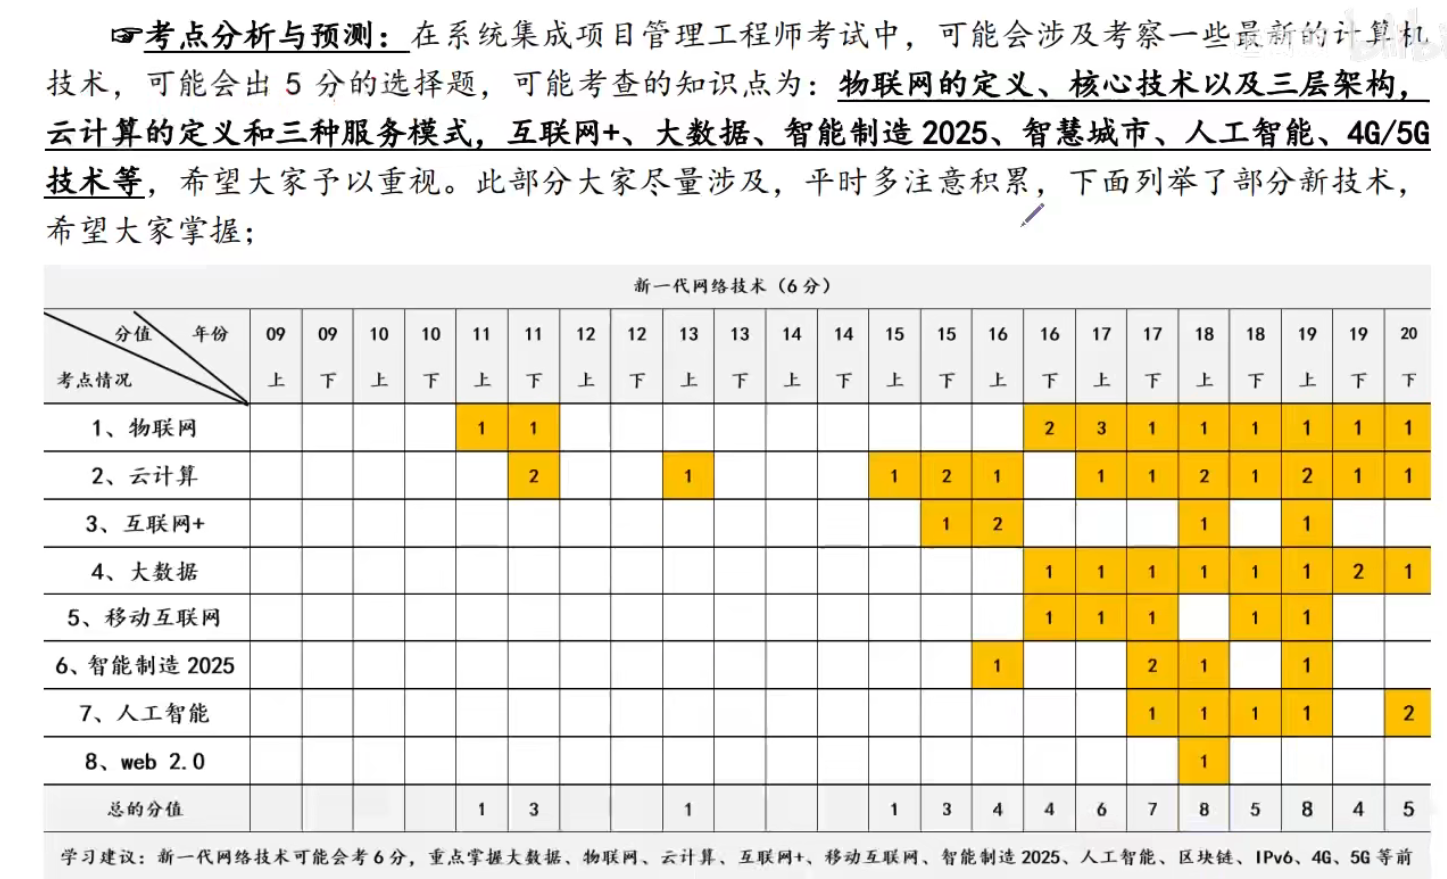 ☞考点分析与预测：在系统集成项目管理工程师考试中，可能会涉及考察一些最新的计算机
技术，可能会出 5 分的选择题，可能考查的知识点为：物联网的定义、核心技术以及三层架构，
云计算的定义和三种服务模式，互联网+、大数据、智能制造 2025、智慧城市、人工智能、4G/5G
技术等，希望大家予以重视。此部分大家尽量涉及，平时多注意积累，下面列举了部分新技术，
希望大家掌握；
新一代网络技术（6 分）
分值 年份 09 09 10 10 11 11 12 12 13 13 14 14 15 15 16 16 17 17 18 18 19 19 20
考点情况 上 下 上 下 上 下 上 下 上 下 上 下 上 下 上 下 上 下 上 下 上 下 下
1、物联网 1 1 2 3 1 1 1 1 1 1
2、云计算 2 1 1 2 1 1 1 2 1 2 1 1
3、互联网+ 1 2 1 1
4、大数据 1 1 1 1 1 1 2 1
5、移动互联网 1 1 1 1 1
6、智能制造 2025 1 2 1 1
7、人工智能 1 1 1 1 2
8、web 2.0 1
总的分值 1 3 1 1 3 4 4 6 7 8 5 8 4 5
学习建议：新一代网络技术可能会考 6 分，重点掌握大数据、物联网、云计算、互联网+、移动互联网、智能制造 2025、人工智能、区块链、IPv6、4G、5G 等前